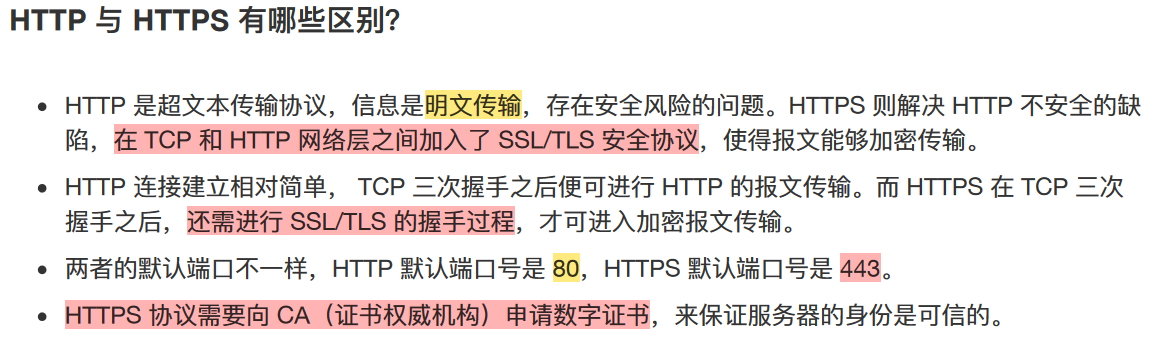 HTTP 与 HTTPS 有哪些区别?
HTTP 是超文本传输协议，信息是明文传输，存在安全风险的问题。HTTPS 则解决 HTTP 不安全的缺
陷，在 TCP 和 HTTP 网络层之间加入了 SSL/TLS 安全协议，使得报文能够加密传输。
HTTP 连接建立相对简单， TCP 三次握手之后便可进行 HTTP 的报文传输。而 HTTPS 在 TCP 三次
握手之后，还需进行 SSL/TLS 的握手过程，才可进入加密报文传输。
两者的默认端口不一样，HTTP 默认端口号是 80，HTTPS 默认端口号是 443。
HTTPS 协议需要向 CA（证书权威机构）申请数字证书，来保证服务器的身份是可信的。